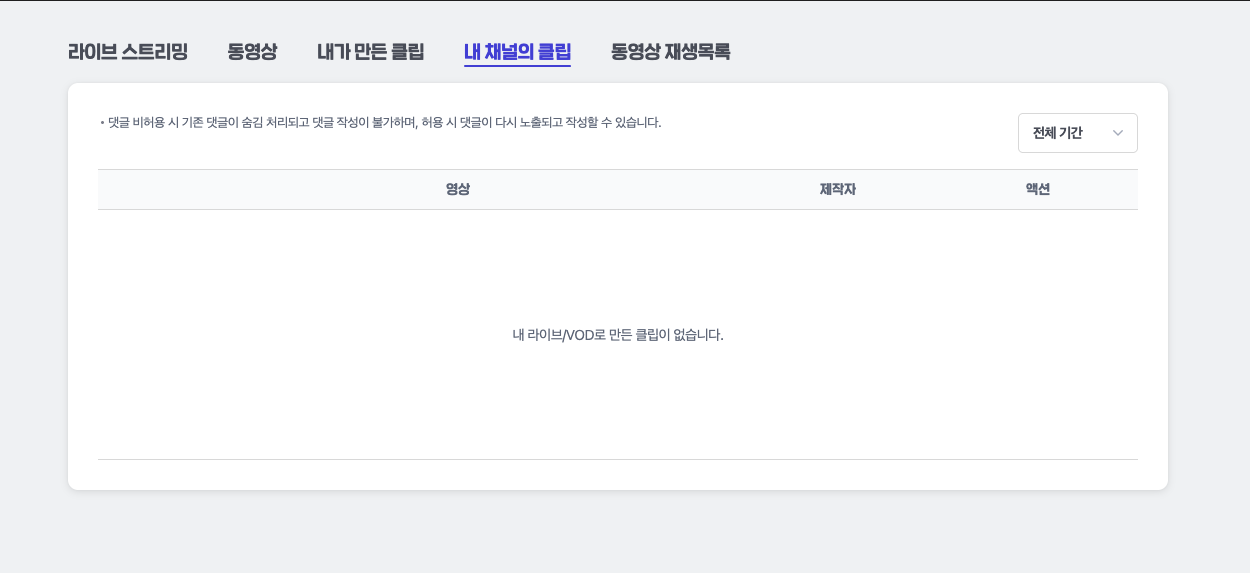 라이브 스트리밍 동영상 내가 만든 클립 내 채널의 클립 동영상 재생목록
• 댓글 비허용 시 기존 댓글이 숨김 처리되고 댓글 작성이 불가하며, 허용 시 댓글이 다시 노출되고 작성할 수 있습니다.
전체 기간
영상 제작자 액션
내 라이브/VOD로 만든 클립이 없습니다.